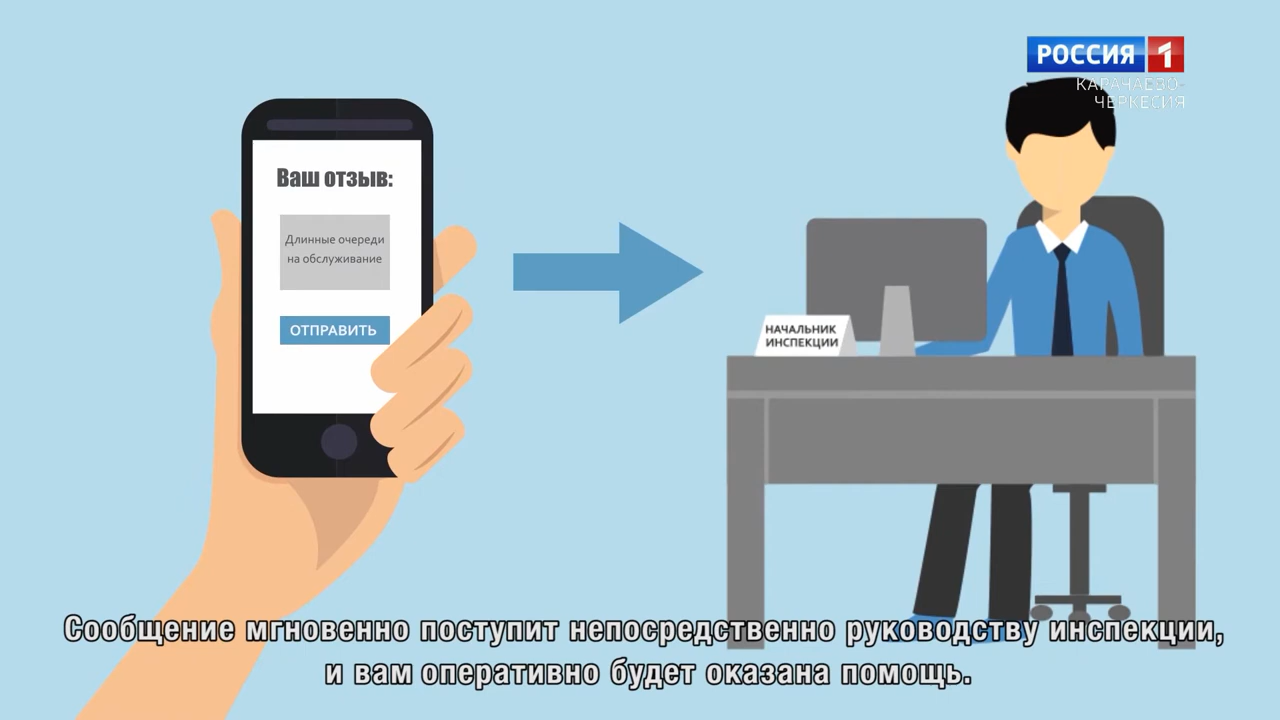 РОССИЯ 1
КАРАЧАЕВО-
ЧЕРКЕСИЯ
Ваш отзыв:
Длинные очереди
на обслуживание
ОТПРАВИТЬ
НАЧАЛЬНИК
ИНСПЕКЦИИ
Сообщение мгновенно поступит непосредственно руководству инспекции,
и вам оперативно будет оказана помощь.